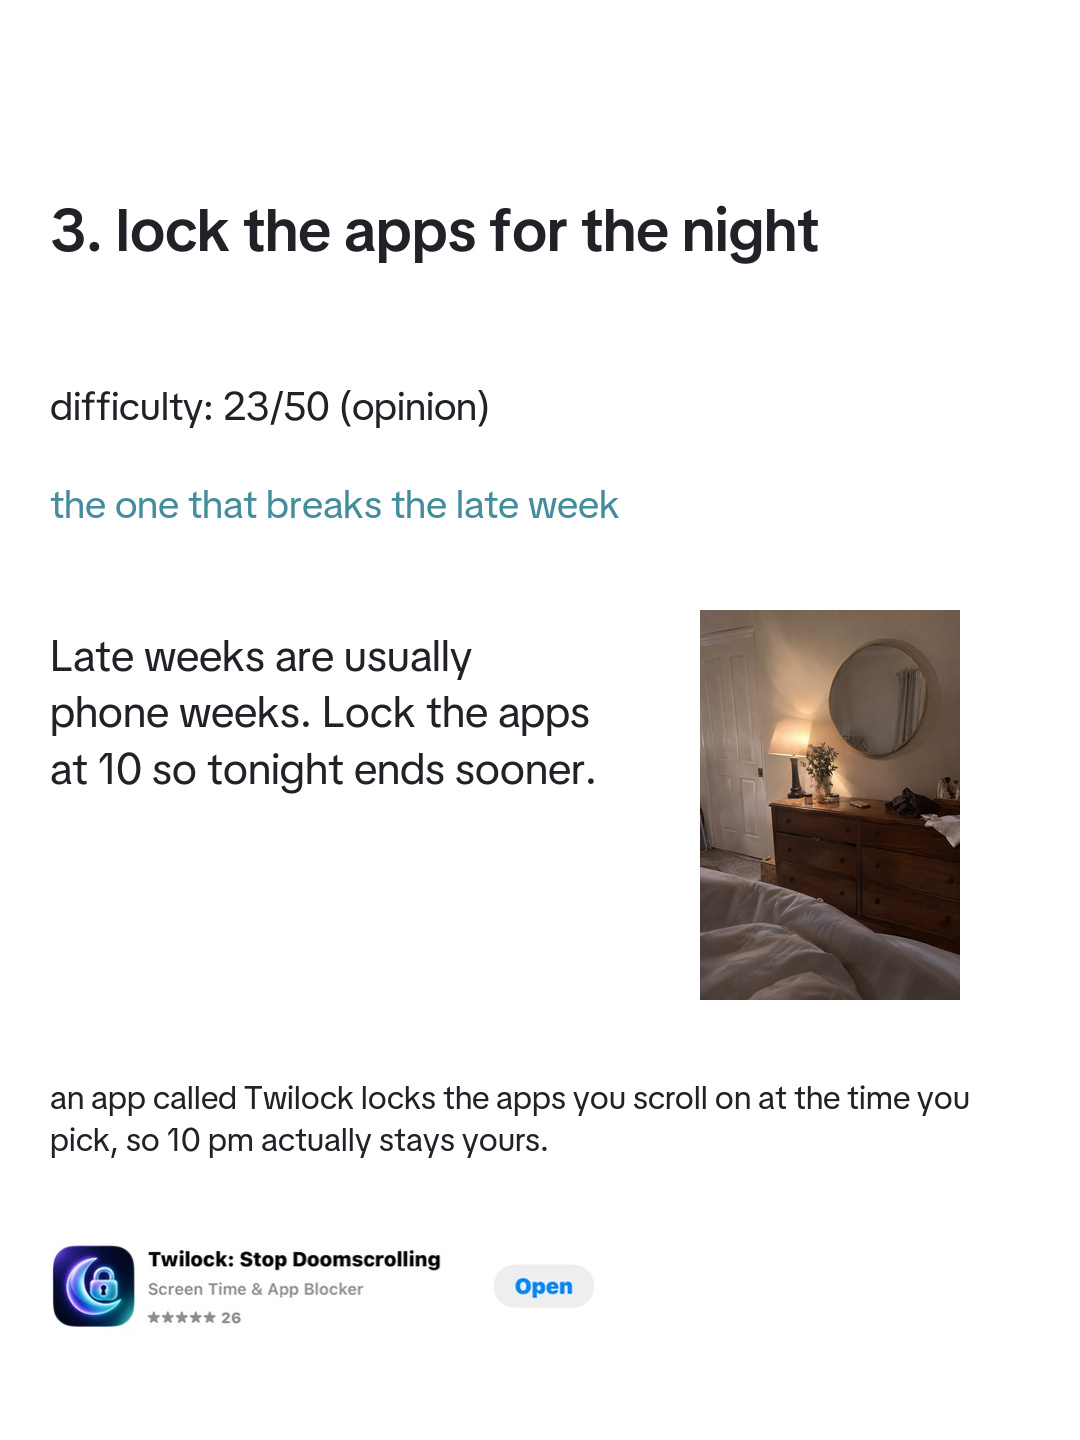 3. lock the apps for the night
difficulty: 23/50 (opinion)
the one that breaks the late week
Late weeks are usually
phone weeks. Lock the apps
at 10 so tonight ends sooner.
an app called Twilock locks the apps you scroll on at the time you
pick, so 10 pm actually stays yours.
Twilock: Stop Doomscrolling
Screen Time & App Blocker
★★★★★ 26
Open